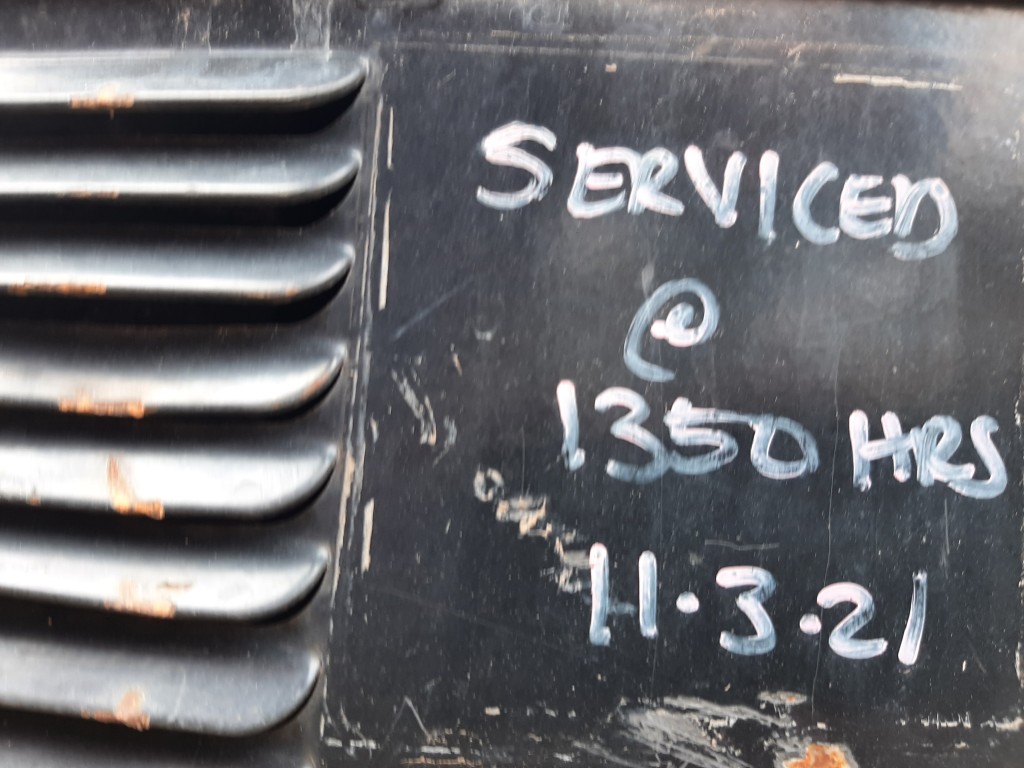 SERVICED
@
1350 HRS
11.3.21